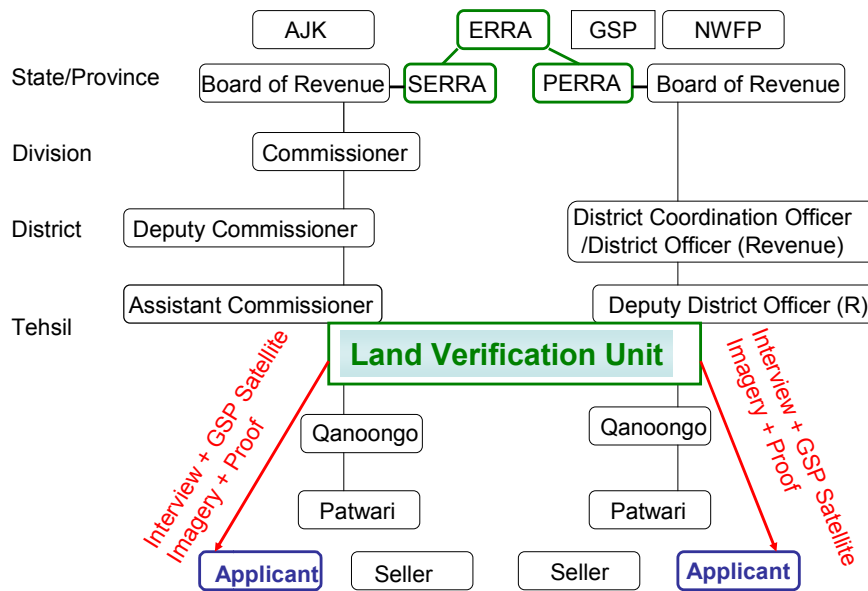 AJK
ERRA
GSP
NWFP
State/Province
Board of Revenue
SERRA
PERRA
Board of Revenue
Division
Commissioner
District
Deputy Commissioner
District Coordination Officer
/District Officer (Revenue)
Tehsil
Assistant Commissioner
Deputy District Officer (R)
Land Verification Unit
Interview + GSP Satellite
Imagery + Proof
Interview + GSP Satellite
Imagery + Proof
Qanoongo
Qanoongo
Patwari
Patwari
Applicant
Seller
Seller
Applicant